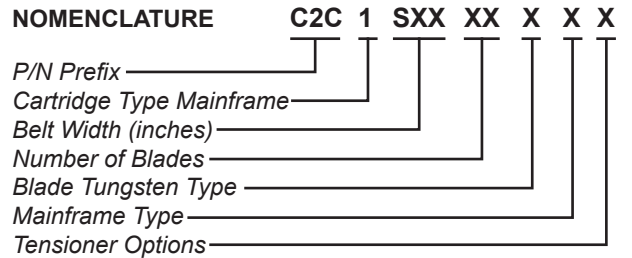 NOMENCLATURE C2C 1 SXX XX X X X
P/N Prefix
Cartridge Type Mainframe
Belt Width (inches)
Number of Blades
Blade Tungsten Type
Mainframe Type
Tensioner Options